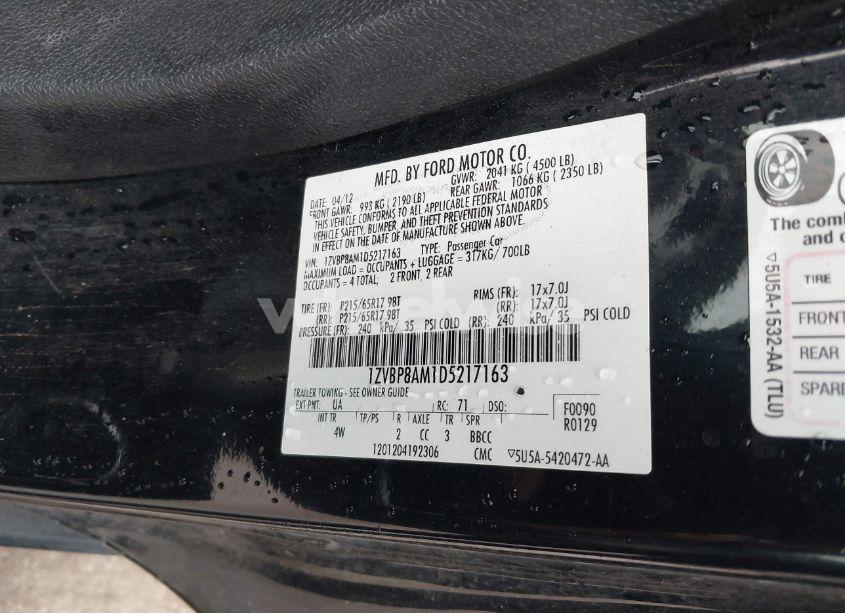 MFD. BY FORD MOTOR CO.
DATE: 04/12 GVWR: 2041 KG ( 4500 LB)
FRONT GAWR: 993 KG ( 2190 LB) REAR GAWR: 1066 KG ( 2350 LB)
THIS VEHICLE CONFORMS TO ALL APPLICABLE FEDERAL MOTOR
VEHICLE SAFETY, BUMPER, AND THEFT PREVENTION STANDARDS
IN EFFECT ON THE DATE OF MANUFACTURE SHOWN ABOVE.
VIN: 1ZVBP8AM1D5217163 TYPE: Passenger Car
MAXIMUM LOAD = OCCUPANTS + LUGGAGE = 317KG/ 700LB
OCCUPANTS = 4 TOTAL; 2 FRONT, 2 REAR
TIRE (FR): P215/65R17 98T RIMS (FR): 17x7.0J
(RR): P215/65R17 98T (RR): 17x7.0J
PRESSURE (FR): 240 kPa/ 35 PSI COLD (RR): 240 kPa/ 35 PSI COLD
1ZVBP8AM1D5217163
TRAILER TOWING - SEE OWNER GUIDE
EXT PNT: UA RC: 71 DSO: F0090
R0129
INT TR TP/PS R AXLE TR SPR
4W 2 CC 3 BBCC
1201204192306 CMC ▽5U5A-5420472-AA
▽5U5A-1532-AA (TLU)
The comb
and c
TIRE
FRONT
REAR
SPARE